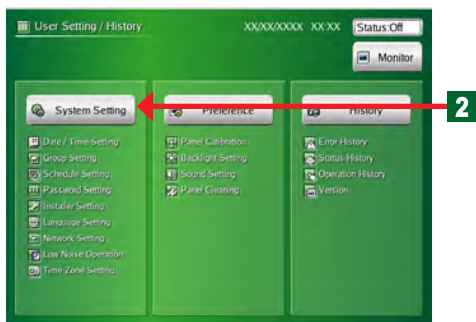 User Setting / History
XX/XX/XXXX XX:XX
Status:Off
Monitor
System Setting
Preference
History
2
Date / Time Setting
Group Setting
Schedule Setting
Password Setting
Installer Setting
Language Setting
Network Setting
Low Noise Operation
Time Zone Setting
Panel Calibration
Backlight Setting
Sound Setting
Panel Cleaning
Error History
Status History
Operation History
Version